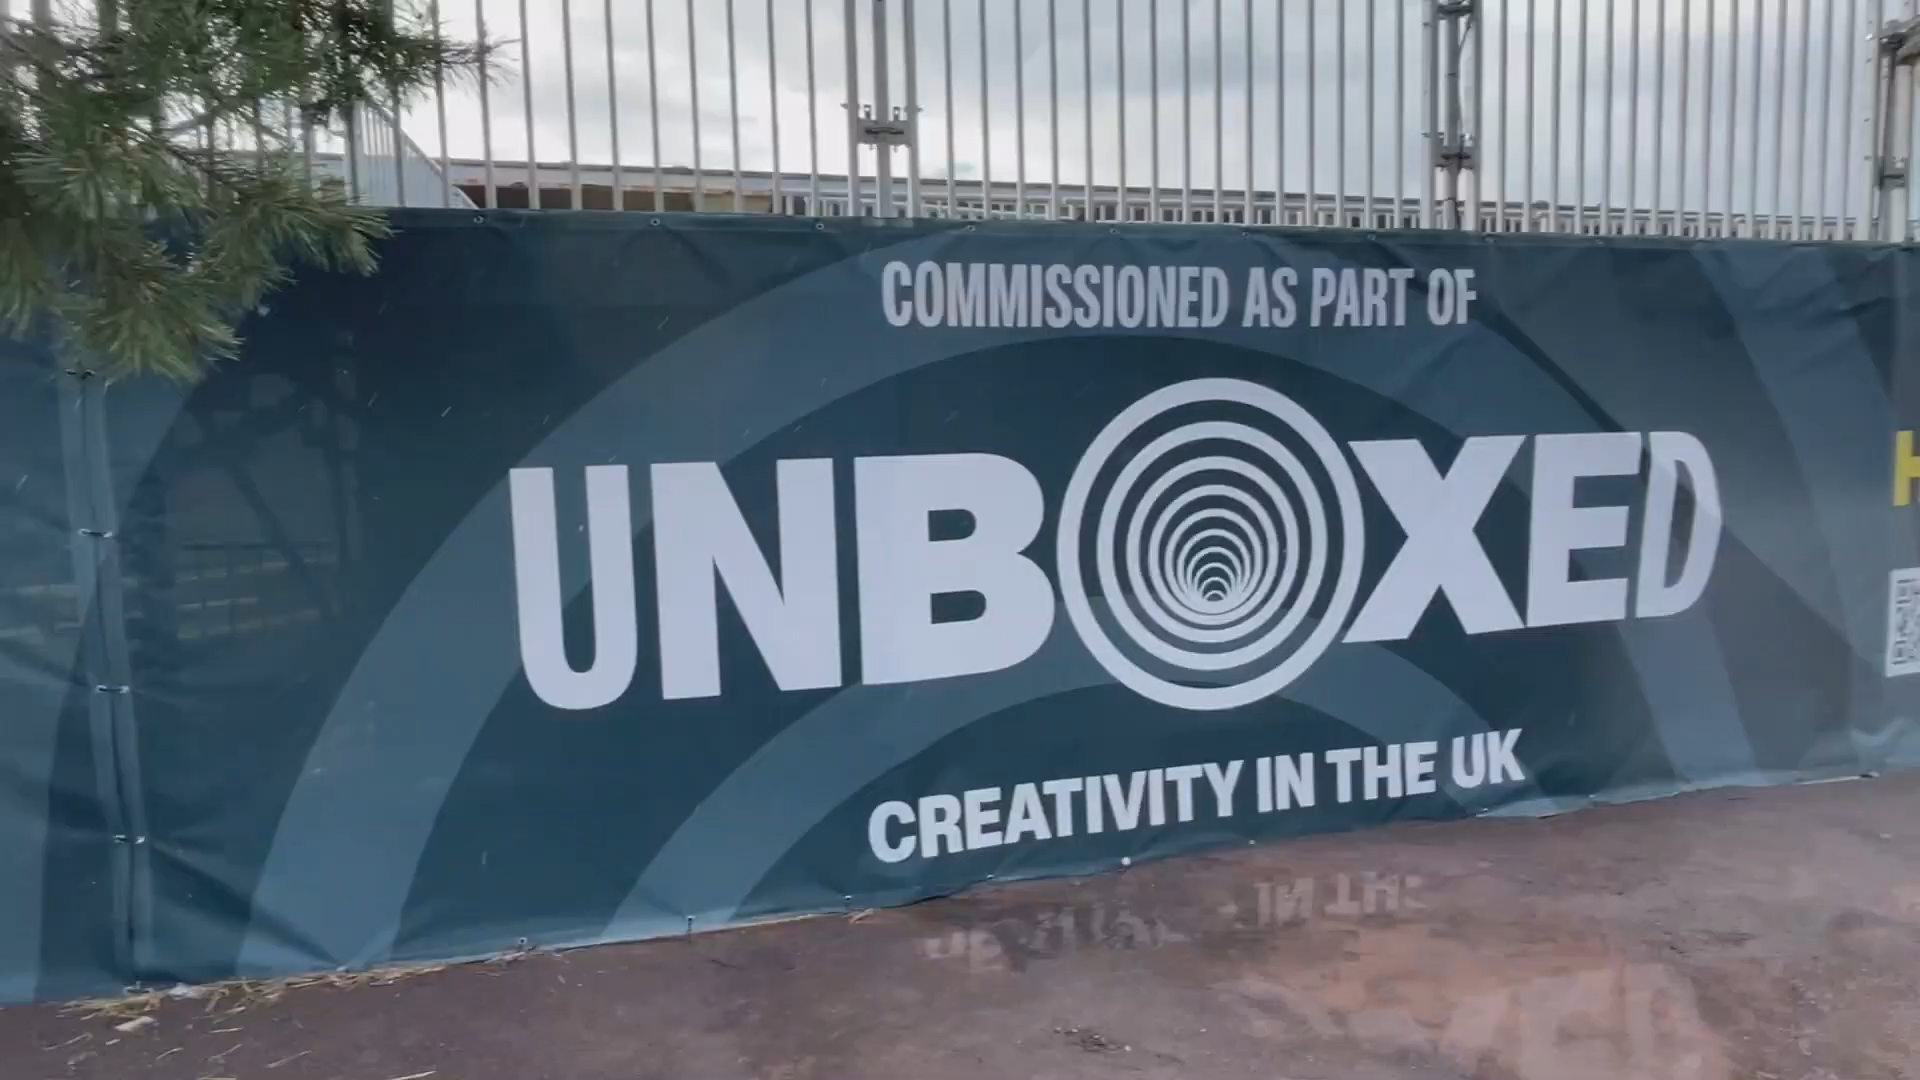 COMMISSIONED AS PART OF
UNBOXED
CREATIVITY IN THE UK
H